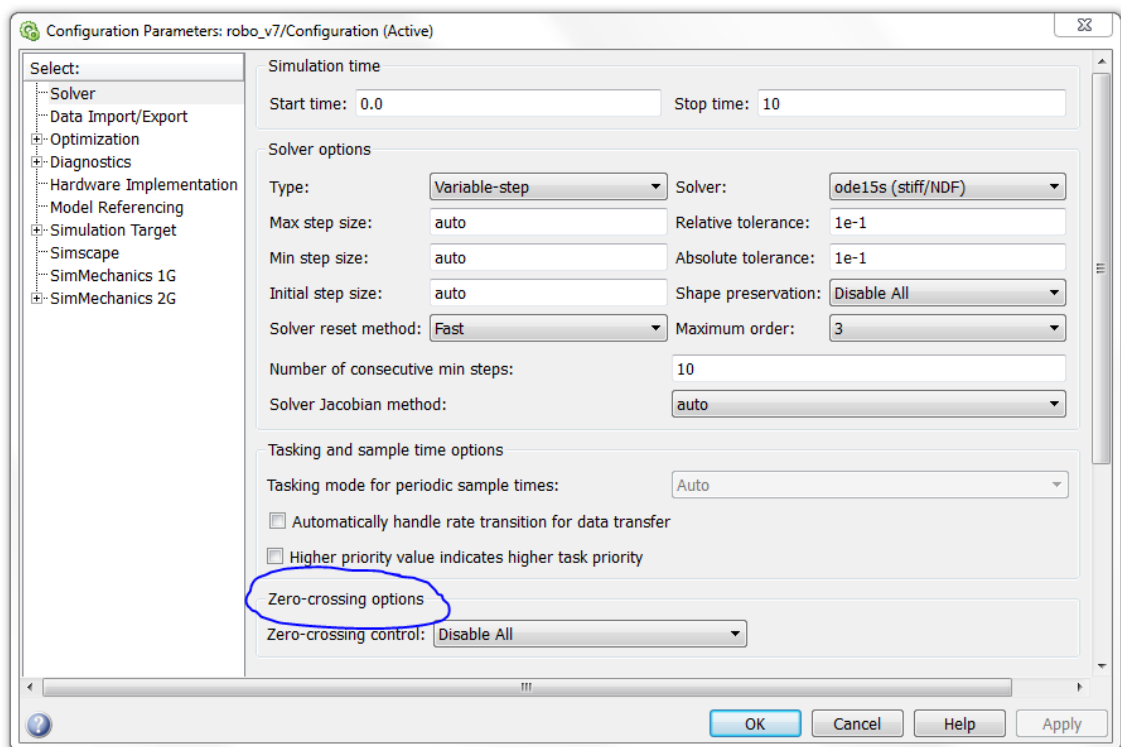 Configuration Parameters: robo_v7/Configuration (Active)
Select:
Solver
Data Import/Export
Optimization
Diagnostics
Hardware Implementation
Model Referencing
Simulation Target
Simscape
SimMechanics 1G
SimMechanics 2G
Simulation time
Start time: 0.0 Stop time: 10
Solver options
Type: Variable-step Solver: ode15s (stiff/NDF)
Max step size: auto Relative tolerance: 1e-1
Min step size: auto Absolute tolerance: 1e-1
Initial step size: auto Shape preservation: Disable All
Solver reset method: Fast Maximum order: 3
Number of consecutive min steps: 10
Solver Jacobian method: auto
Tasking and sample time options
Tasking mode for periodic sample times: Auto
Automatically handle rate transition for data transfer
Higher priority value indicates higher task priority
Zero-crossing options
Zero-crossing control: Disable All
OK Cancel Help Apply